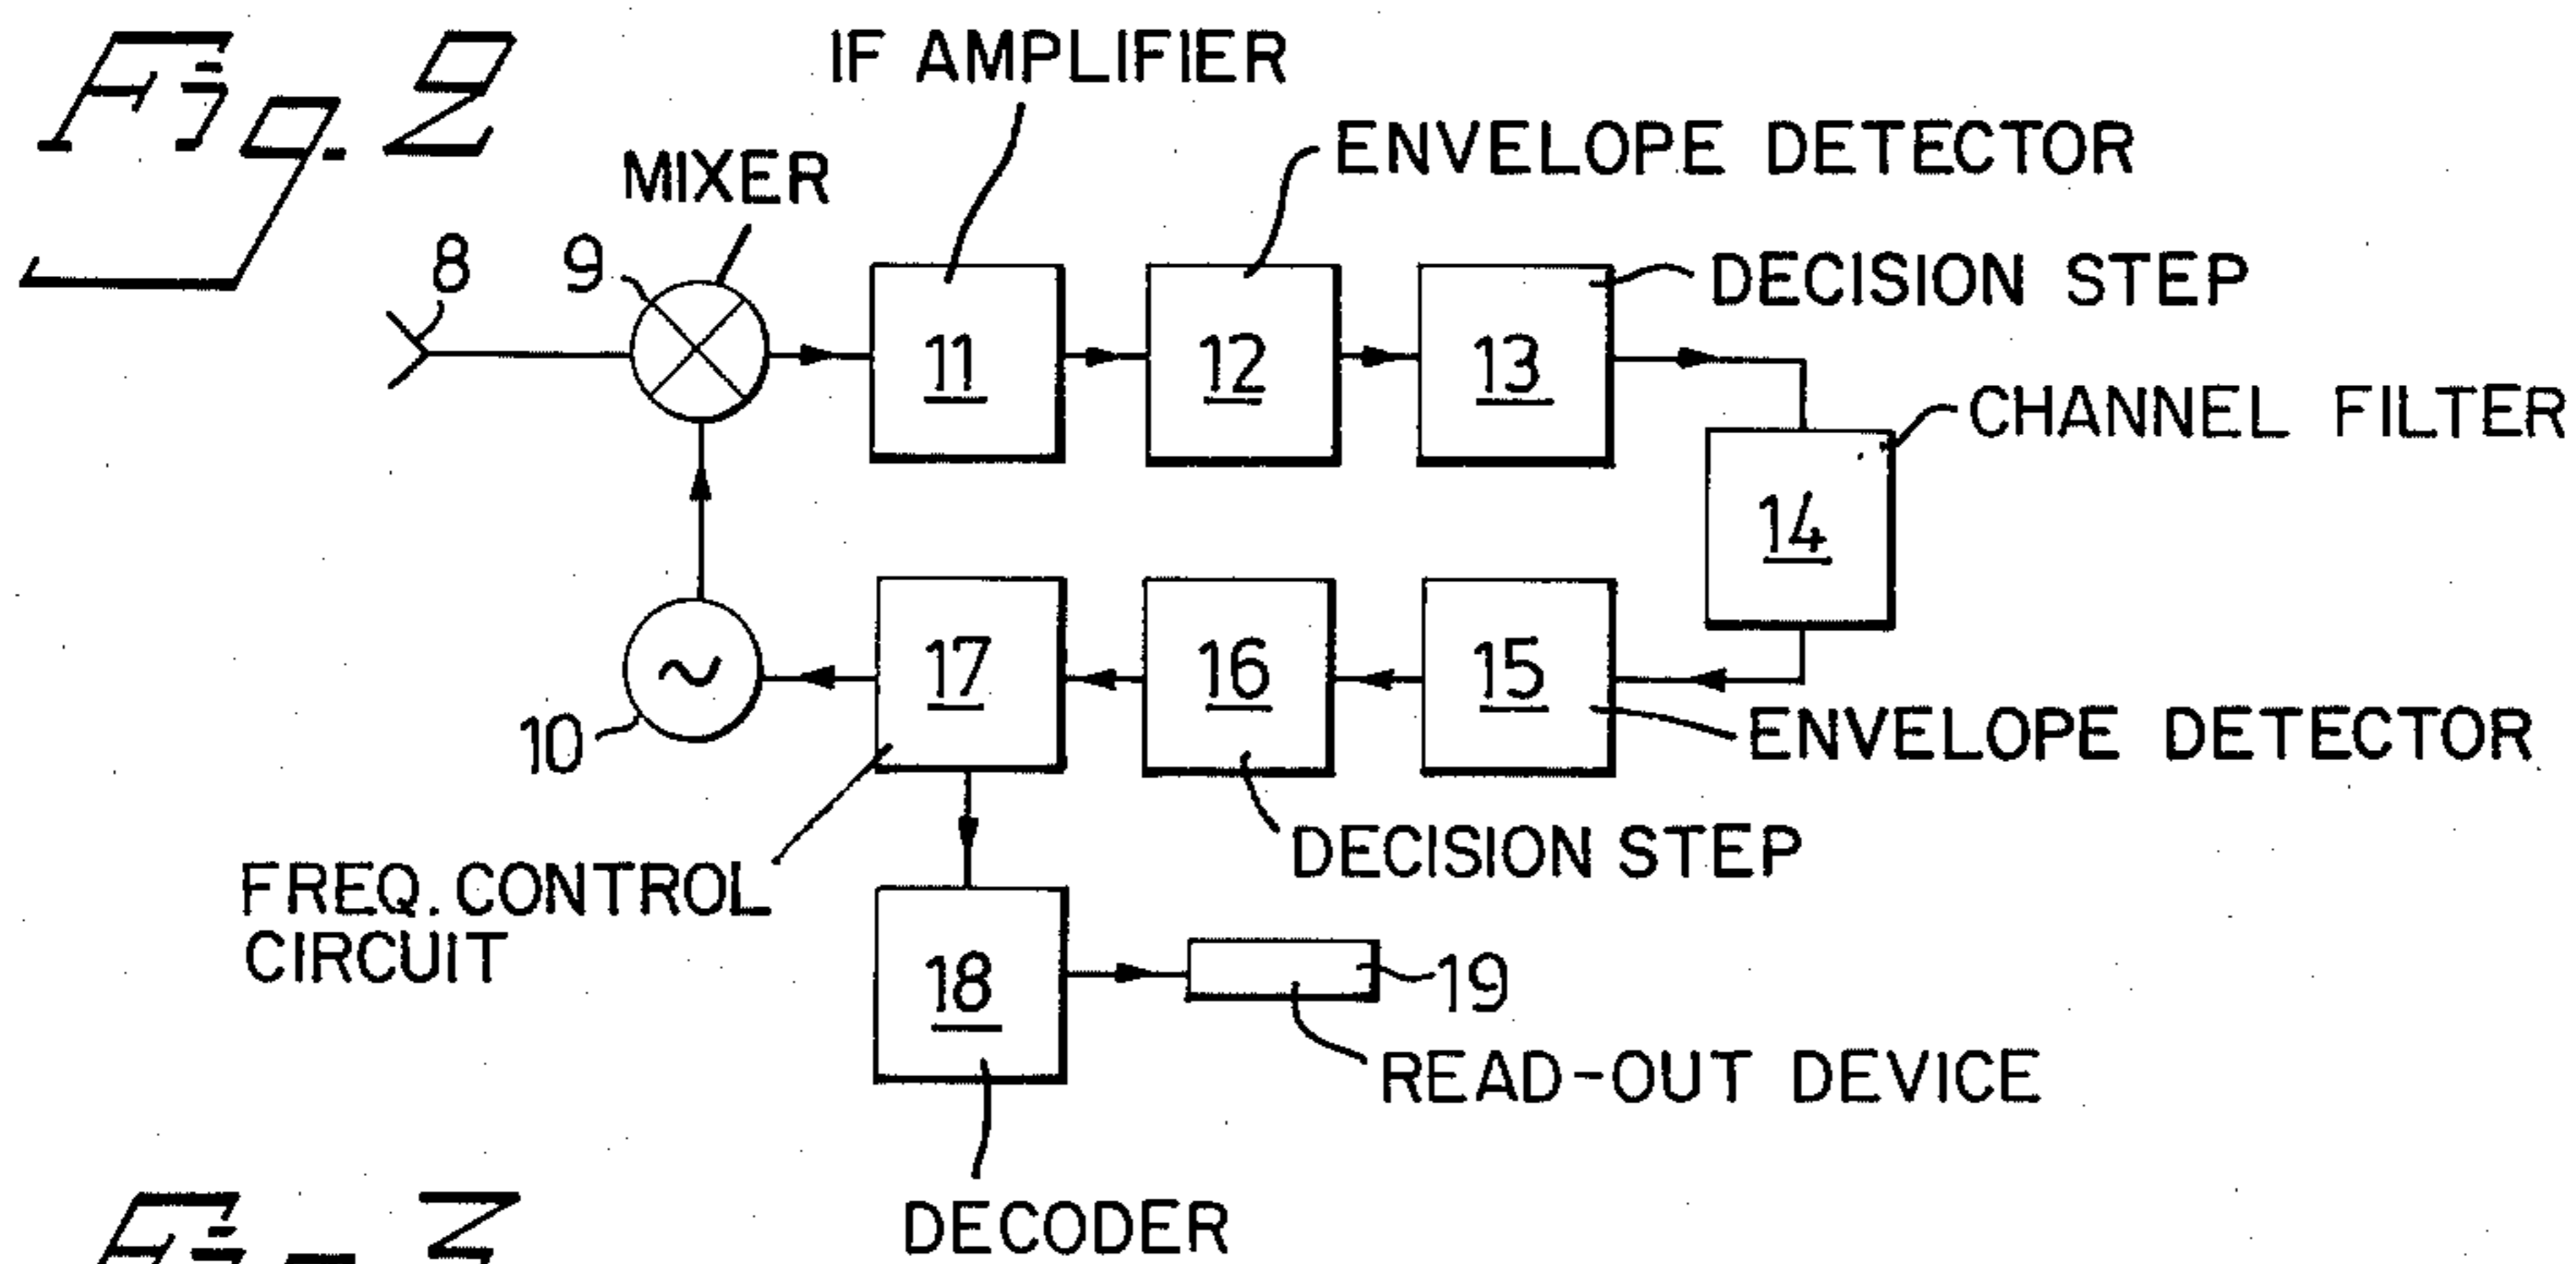 Fig. 2
IF AMPLIFIER
ENVELOPE DETECTOR
MIXER
8
9
DECISION STEP
11
12
13
CHANNEL FILTER
14
17
16
15
10
ENVELOPE DETECTOR
DECISION STEP
FREQ. CONTROL
CIRCUIT
18
19
READ-OUT DEVICE
DECODER